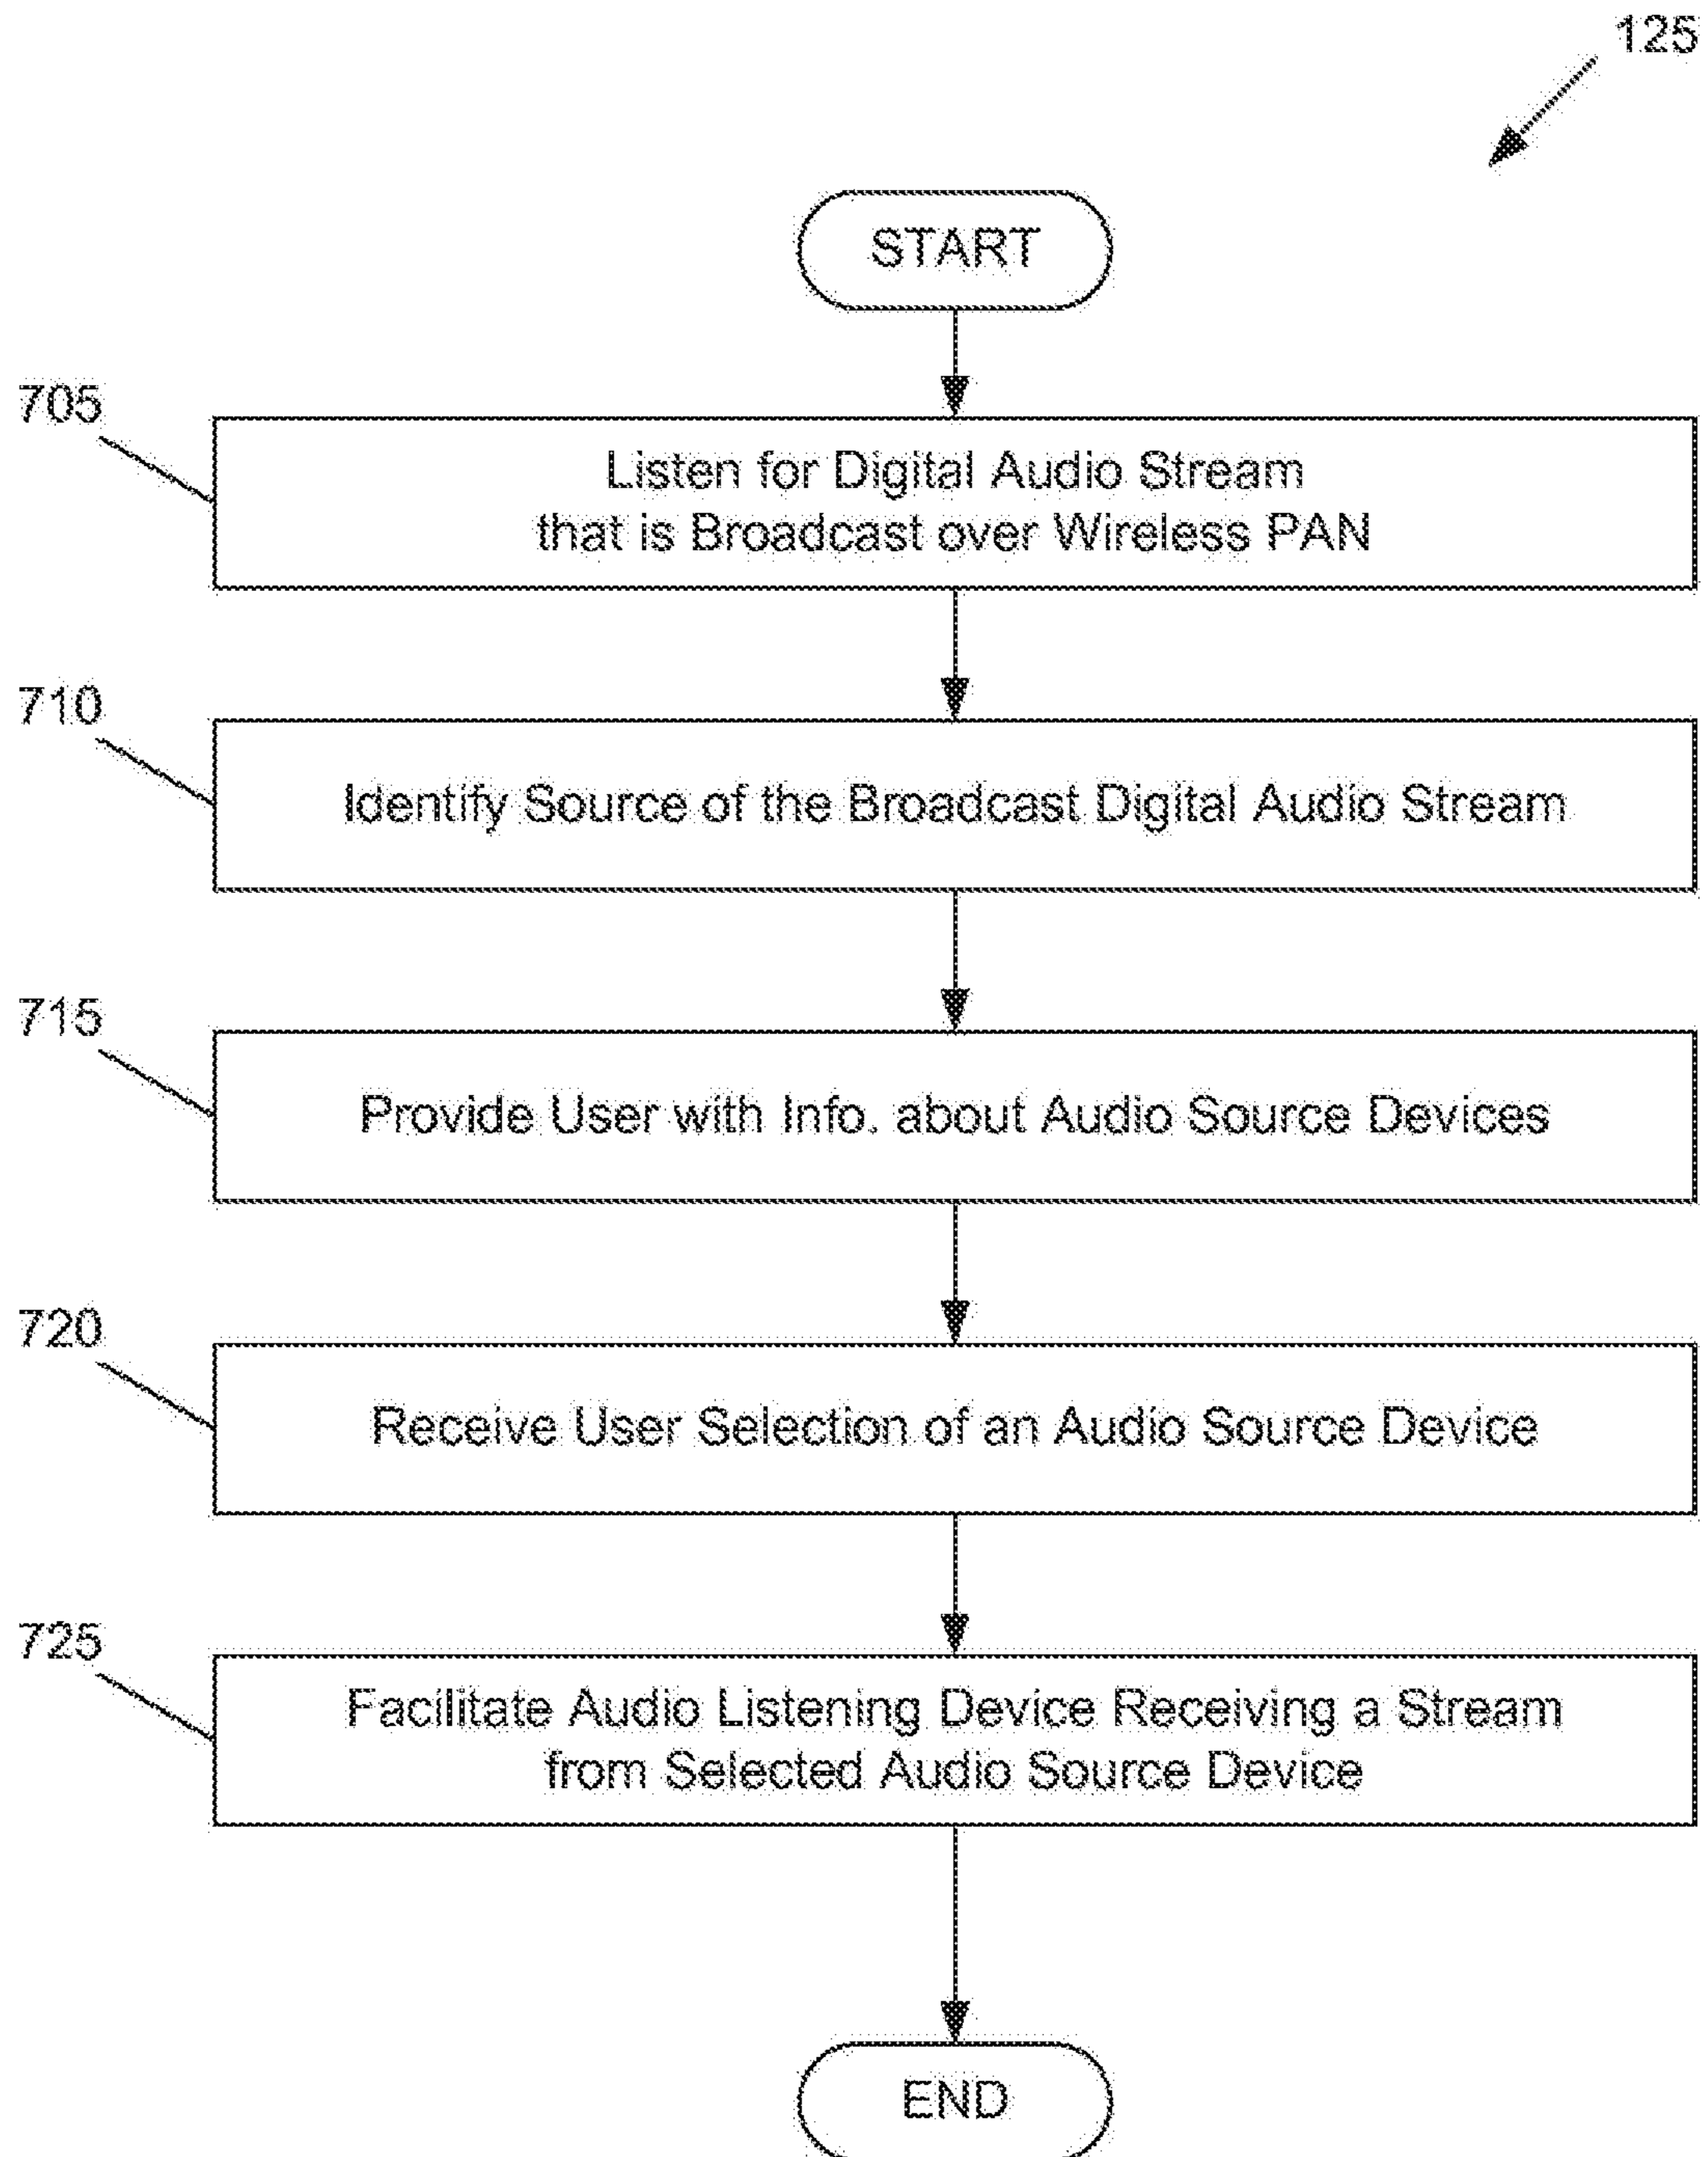 125
START
705
Listen for Digital Audio Stream
that is Broadcast over Wireless PAN
710
Identify Source of the Broadcast Digital Audio Stream
715
Provide User with Info. about Audio Source Devices
720
Receive User Selection of an Audio Source Device
725
Facilitate Audio Listening Device Receiving a Stream
from Selected Audio Source Device
END